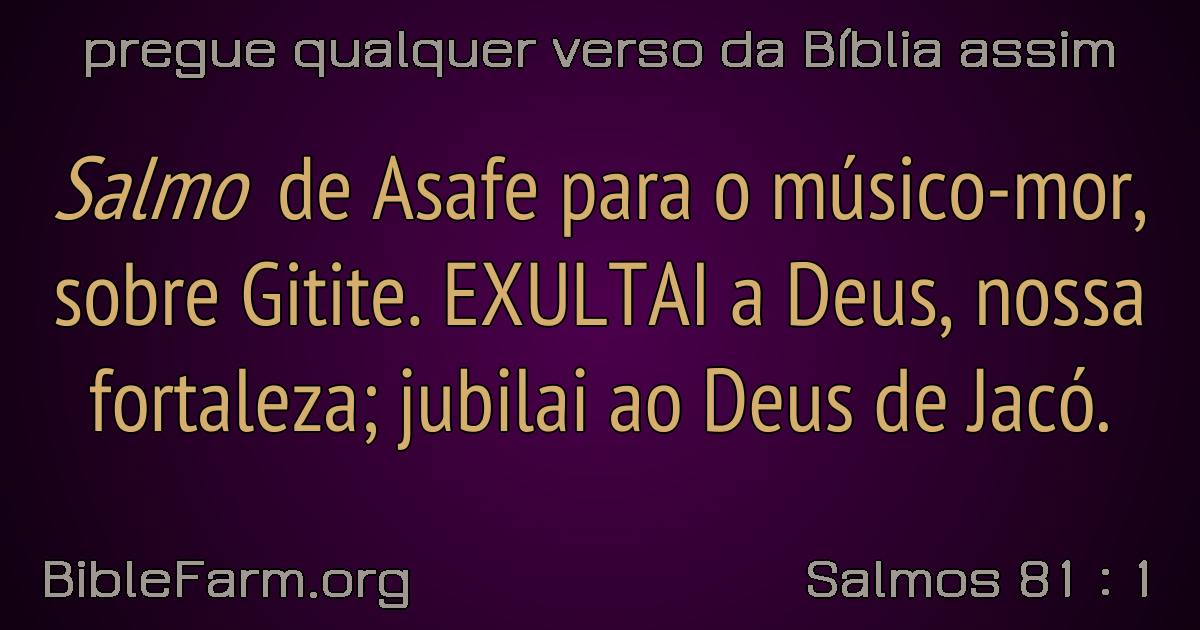 pregue qualquer verso da Bíblia assim
Salmo de Asafe para o músico-mor,
sobre Gitite. EXULTAI a Deus, nossa
fortaleza; jubilai ao Deus de Jacó.
BibleFarm.org
Salmos 81 : 1